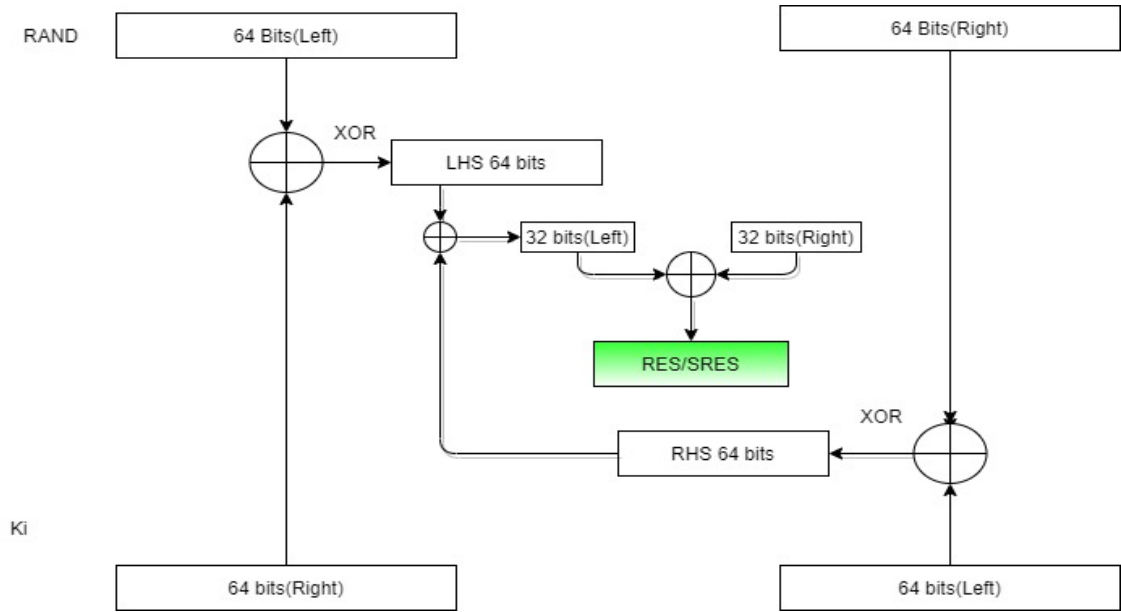 RAND
64 Bits(Left)
64 Bits(Right)
XOR
LHS 64 bits
32 bits(Left)
32 bits(Right)
RES/SRES
XOR
RHS 64 bits
Ki
64 bits(Right)
64 bits(Left)